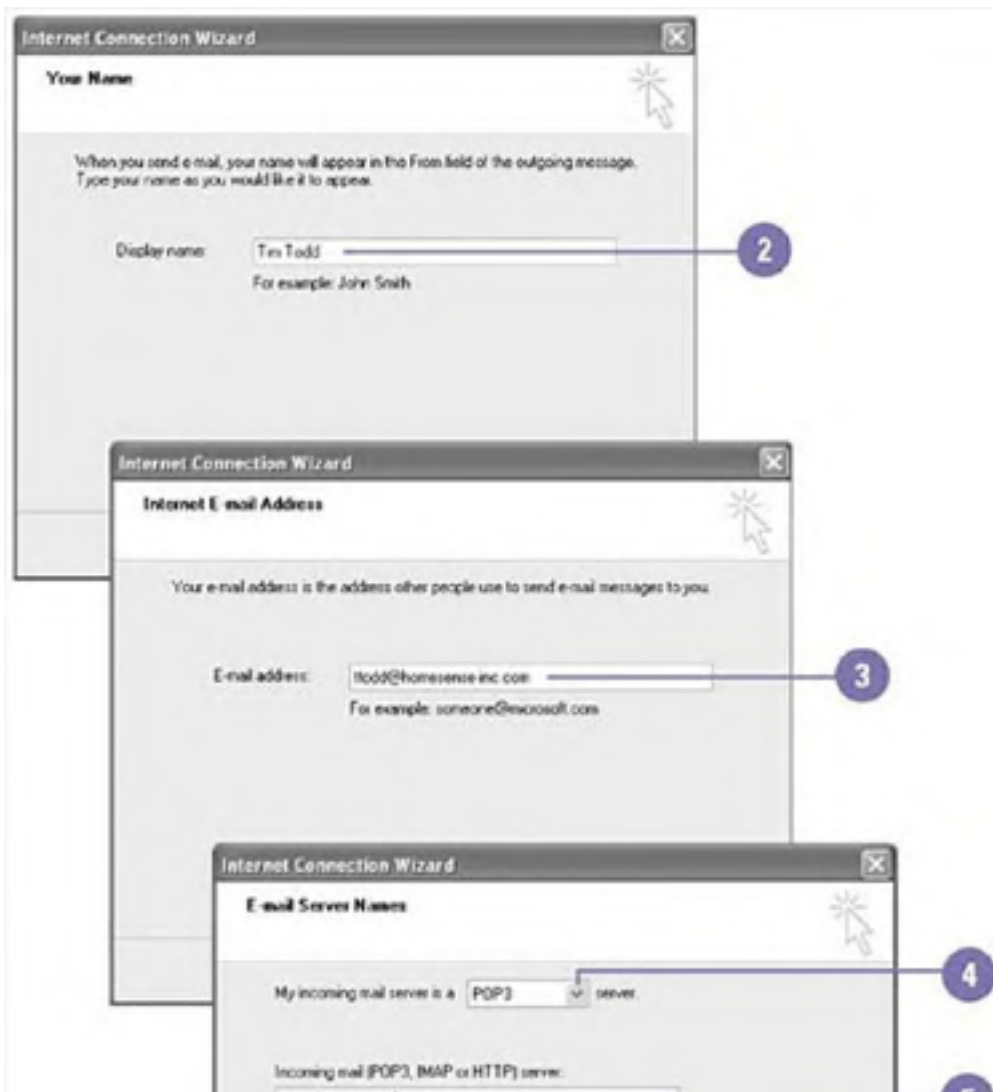 Internet Connection Wizard
Your Name
When you send e-mail, your name will appear in the From field of the outgoing message.
Type your name as you would like it to appear.
Display name:
Tim Todd
2
For example: John Smith
Internet Connection Wizard
Internet E-mail Address
Your e-mail address is the address other people use to send e-mail messages to you.
E-mail address:
ttodd@homesense-inc.com
3
For example: someone@microsoft.com
Internet Connection Wizard
E-mail Server Names
4
My incoming mail server is a POP3 server.
Incoming mail (POP3, IMAP or HTTP) server: